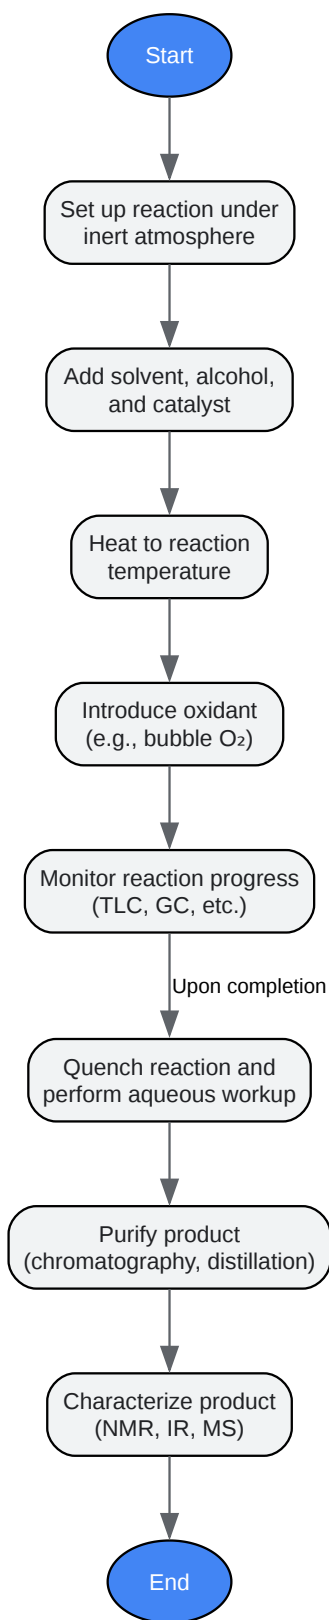 Start
Set up reaction under
inert atmosphere
Add solvent, alcohol,
and catalyst
Heat to reaction
temperature
Introduce oxidant
(e.g., bubble O₂)
Monitor reaction progress
(TLC, GC, etc.)
Upon completion
Quench reaction and
perform aqueous workup
Purify product
(chromatography, distillation)
Characterize product
(NMR, IR, MS)
End